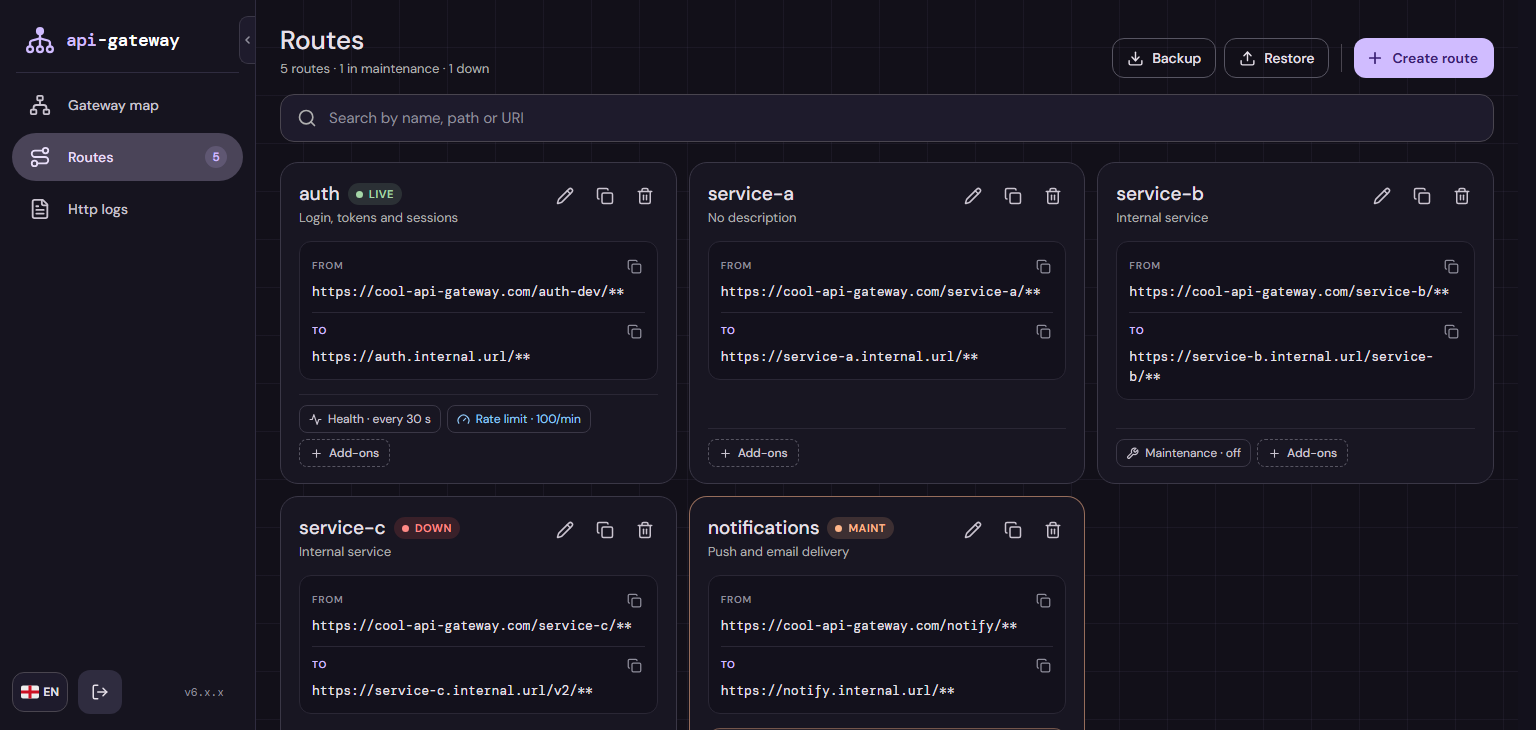 api-gateway
Gateway map
Routes 5
Http logs
EN
v6.x.x
Routes
5 routes · 1 in maintenance · 1 down
Backup
Restore
Create route
Search by name, path or URI
auth LIVE
Login, tokens and sessions
FROM
https://cool-api-gateway.com/auth-dev/**
TO
https://auth.internal.url/**
Health · every 30 s
Rate limit · 100/min
Add-ons
service-a
No description
FROM
https://cool-api-gateway.com/service-a/**
TO
https://service-a.internal.url/**
Add-ons
service-b
Internal service
FROM
https://cool-api-gateway.com/service-b/**
TO
https://service-b.internal.url/service-
b/**
Maintenance · off
Add-ons
service-c DOWN
Internal service
FROM
https://cool-api-gateway.com/service-c/**
TO
https://service-c.internal.url/v2/**
notifications MAINT
Push and email delivery
FROM
https://cool-api-gateway.com/notify/**
TO
https://notify.internal.url/**